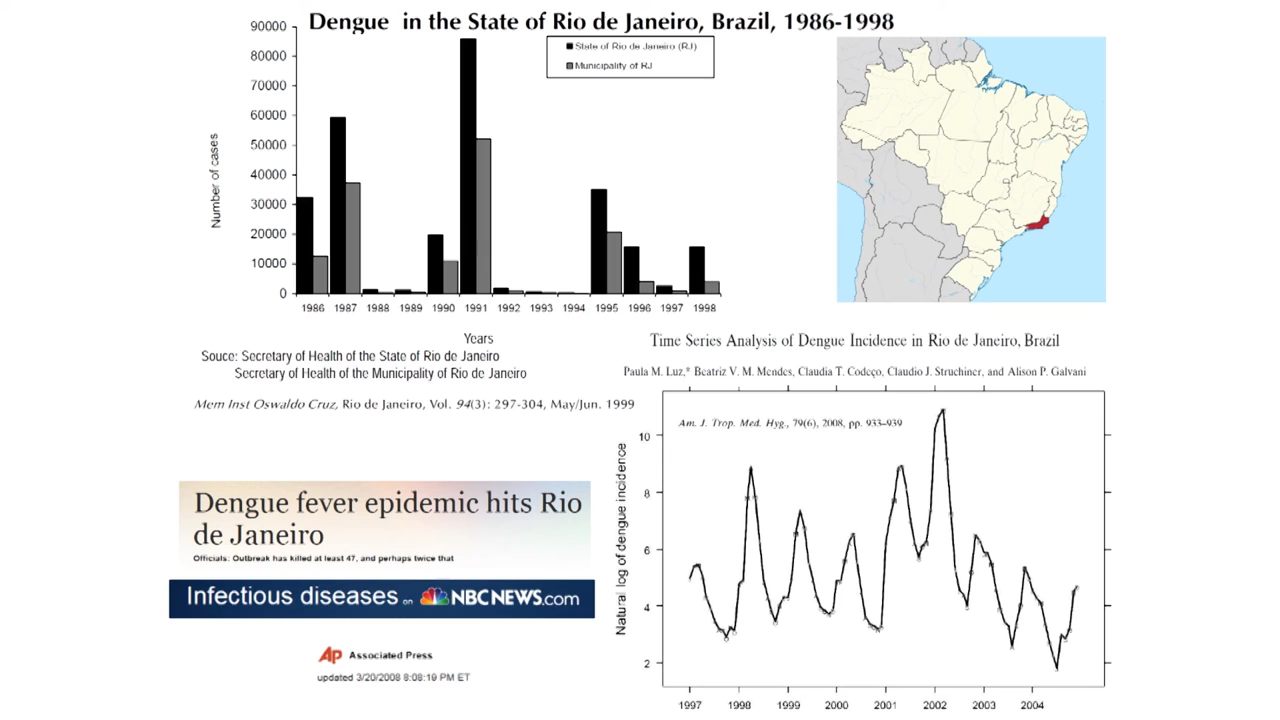 Dengue in the State of Rio de Janeiro, Brazil, 1986-1998
90000
80000
70000
60000
50000
40000
30000
20000
10000
0
Number of cases
State of Rio de Janeiro (RJ)
Municipality of RJ
1986 1987 1988 1989 1990 1991 1992 1993 1994 1995 1996 1997 1998
Years
Souce: Secretary of Health of the State of Rio de Janeiro
Secretary of Health of the Municipality of Rio de Janeiro
Mem Inst Oswaldo Cruz, Rio de Janeiro, Vol. 94(3): 297-304, May/Jun. 1999
Time Series Analysis of Dengue Incidence in Rio de Janeiro, Brazil
Paula M. Luz,* Beatriz V. M. Mendes, Claudia T. Codeço, Claudio J. Struchiner, and Alison P. Galvani
Am. J. Trop. Med. Hyg., 79(6), 2008, pp. 933–939
Natural log of dengue incidence
10
8
6
4
2
1997 1998 1999 2000 2001 2002 2003 2004
Dengue fever epidemic hits Rio
de Janeiro
Officials: Outbreak has killed at least 47, and perhaps twice that
Infectious diseases on NBCNEWS.com
AP Associated Press
updated 3/20/2008 8:08:19 PM ET